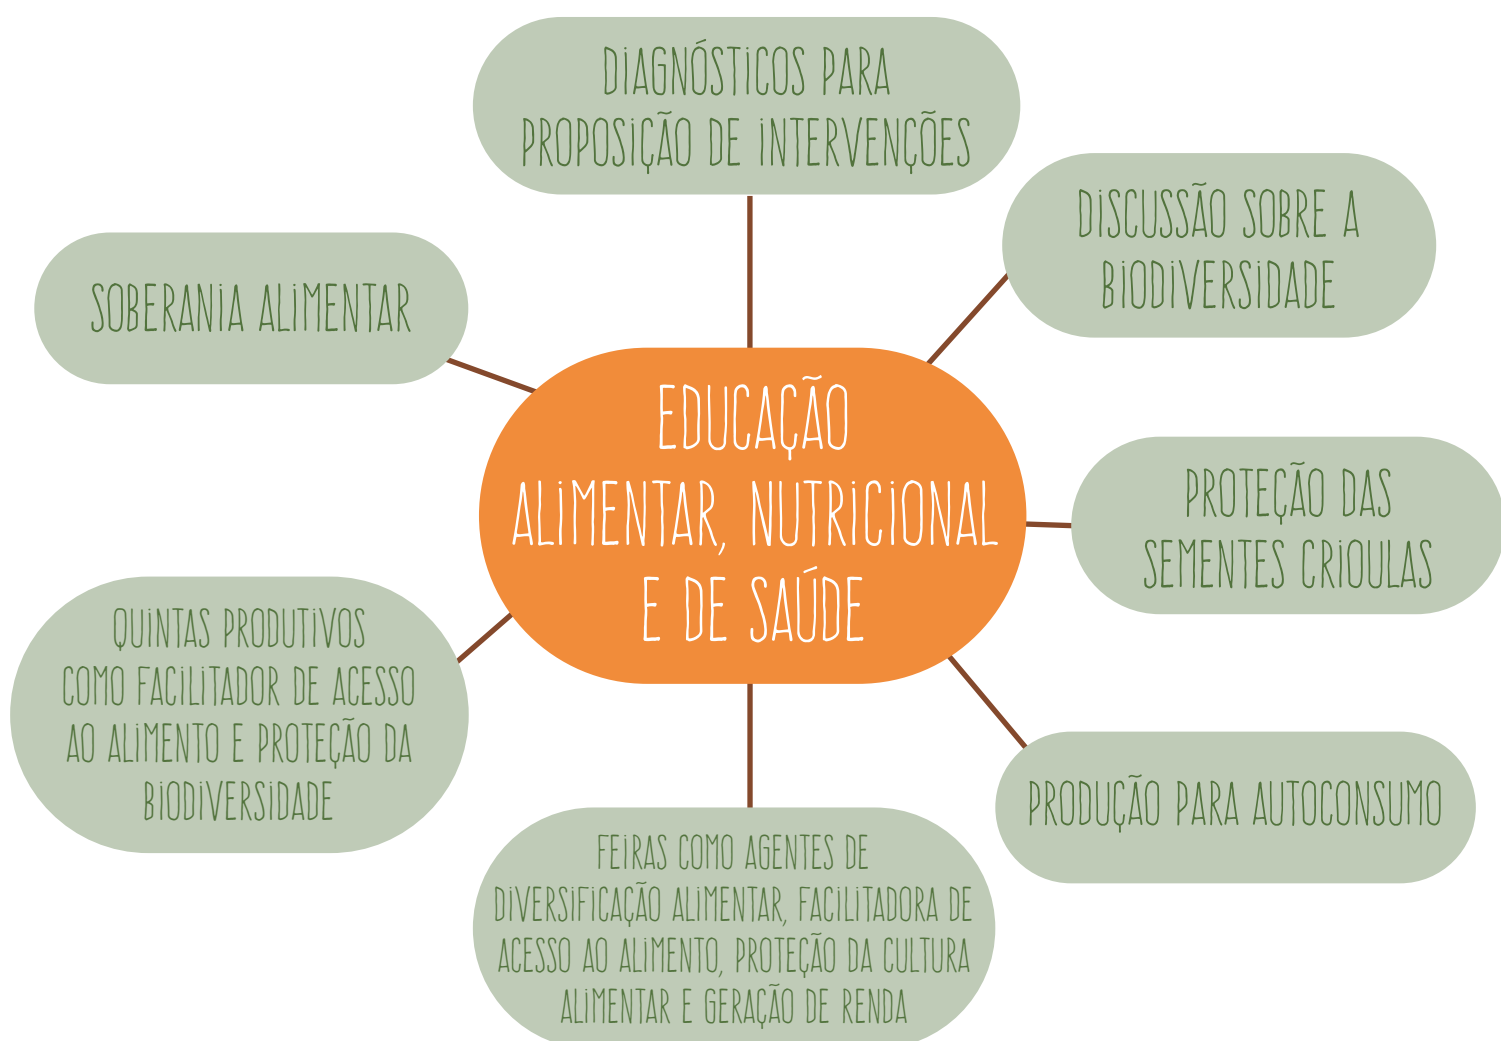 DIAGNÓSTICOS PARA
PROPOSIÇÃO DE INTERVENÇÕES
DISCUSSÃO SOBRE A
BIODIVERSIDADE
SOBERANIA ALIMENTAR
EDUCAÇÃO
ALIMENTAR, NUTRICIONAL
E DE SAÚDE
PROTEÇÃO DAS
SEMENTES CRIOULAS
QUINTAS PRODUTIVOS
COMO FACILITADOR DE ACESSO
AO ALIMENTO E PROTEÇÃO DA
BIODIVERSIDADE
PRODUÇÃO PARA AUTOCONSUMO
FEIRAS COMO AGENTES DE
DIVERSIFICAÇÃO ALIMENTAR, FACILITADORA DE
ACESSO AO ALIMENTO, PROTEÇÃO DA CULTURA
ALIMENTAR E GERAÇÃO DE RENDA